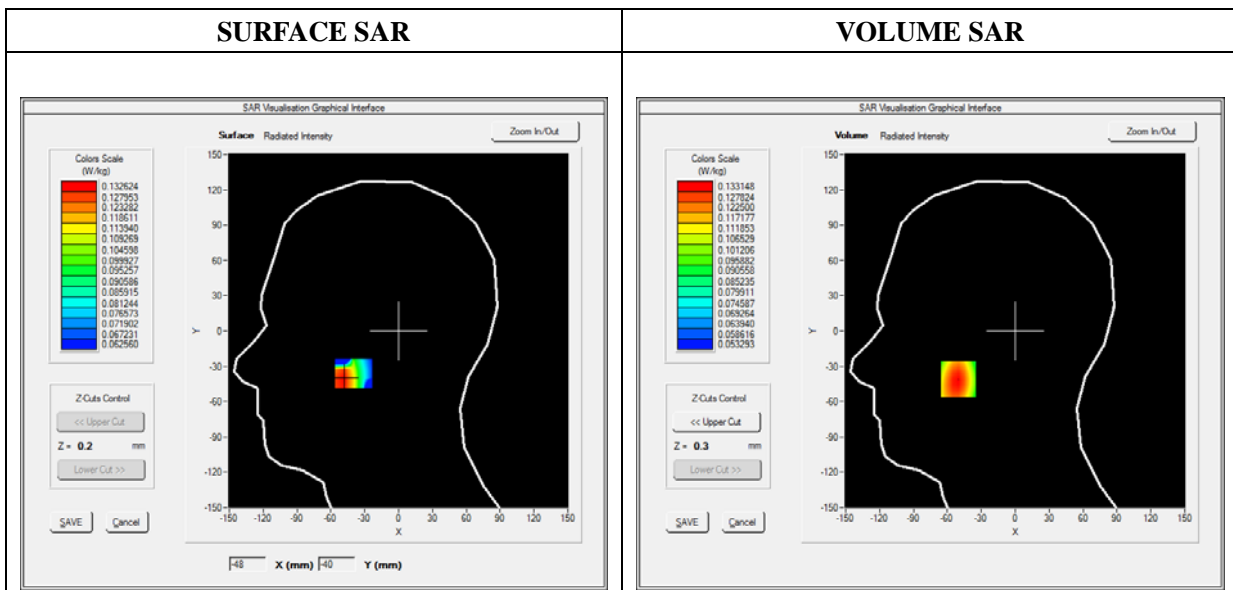 SURFACE SAR
VOLUME SAR
SAR Visualisation Graphical Interface
Surface Radiated Intensity
Zoom In/Out
Colors Scale
(W/kg)
0.132624
0.127953
0.123282
0.118611
0.113940
0.109269
0.104598
0.099927
0.095257
0.090586
0.085915
0.081244
0.076573
0.071902
0.067231
0.062560
Z-Cuts Control
<< Upper Cut
Z = 0.2 mm
Lower Cut >>
SAVE Cancel
150
120
90
60
30
0
-30
-60
-90
-120
-150
Y
-150 -120 -90 -60 -30 0 30 60 90 120 150
X
-48 X (mm) -40 Y (mm)
SAR Visualisation Graphical Interface
Volume Radiated Intensity
Zoom In/Out
Colors Scale
(W/kg)
0.133148
0.127824
0.122500
0.117177
0.111853
0.106529
0.101206
0.095882
0.090558
0.085235
0.079911
0.074587
0.069264
0.063940
0.058616
0.053293
Z-Cuts Control
<< Upper Cut
Z = 0.3 mm
Lower Cut >>
SAVE Cancel
150
120
90
60
30
0
-30
-60
-90
-120
-150
Y
-150 -120 -90 -60 -30 0 30 60 90 120 150
X